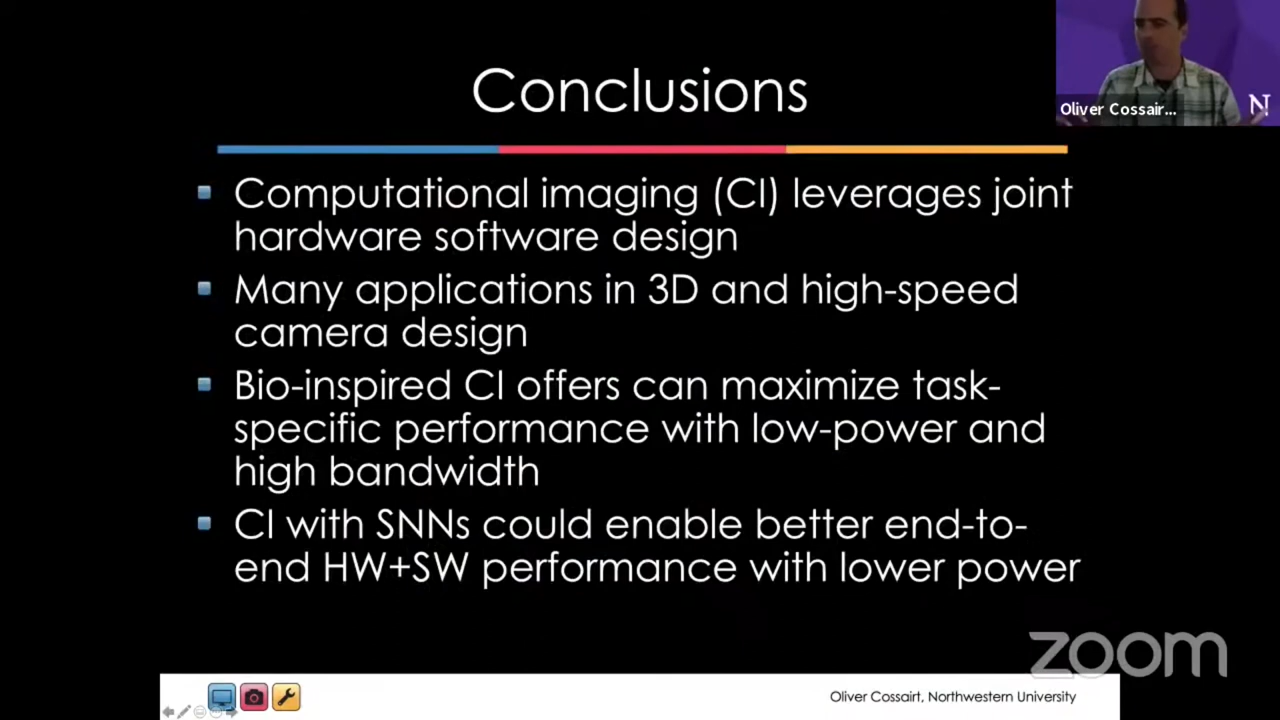 Conclusions
Oliver Cossair...
N
Computational imaging (CI) leverages joint
hardware software design
Many applications in 3D and high-speed
camera design
Bio-inspired CI offers can maximize task-
specific performance with low-power and
high bandwidth
CI with SNNs could enable better end-to-
end HW+SW performance with lower power
zoom
Oliver Cossairt, Northwestern University